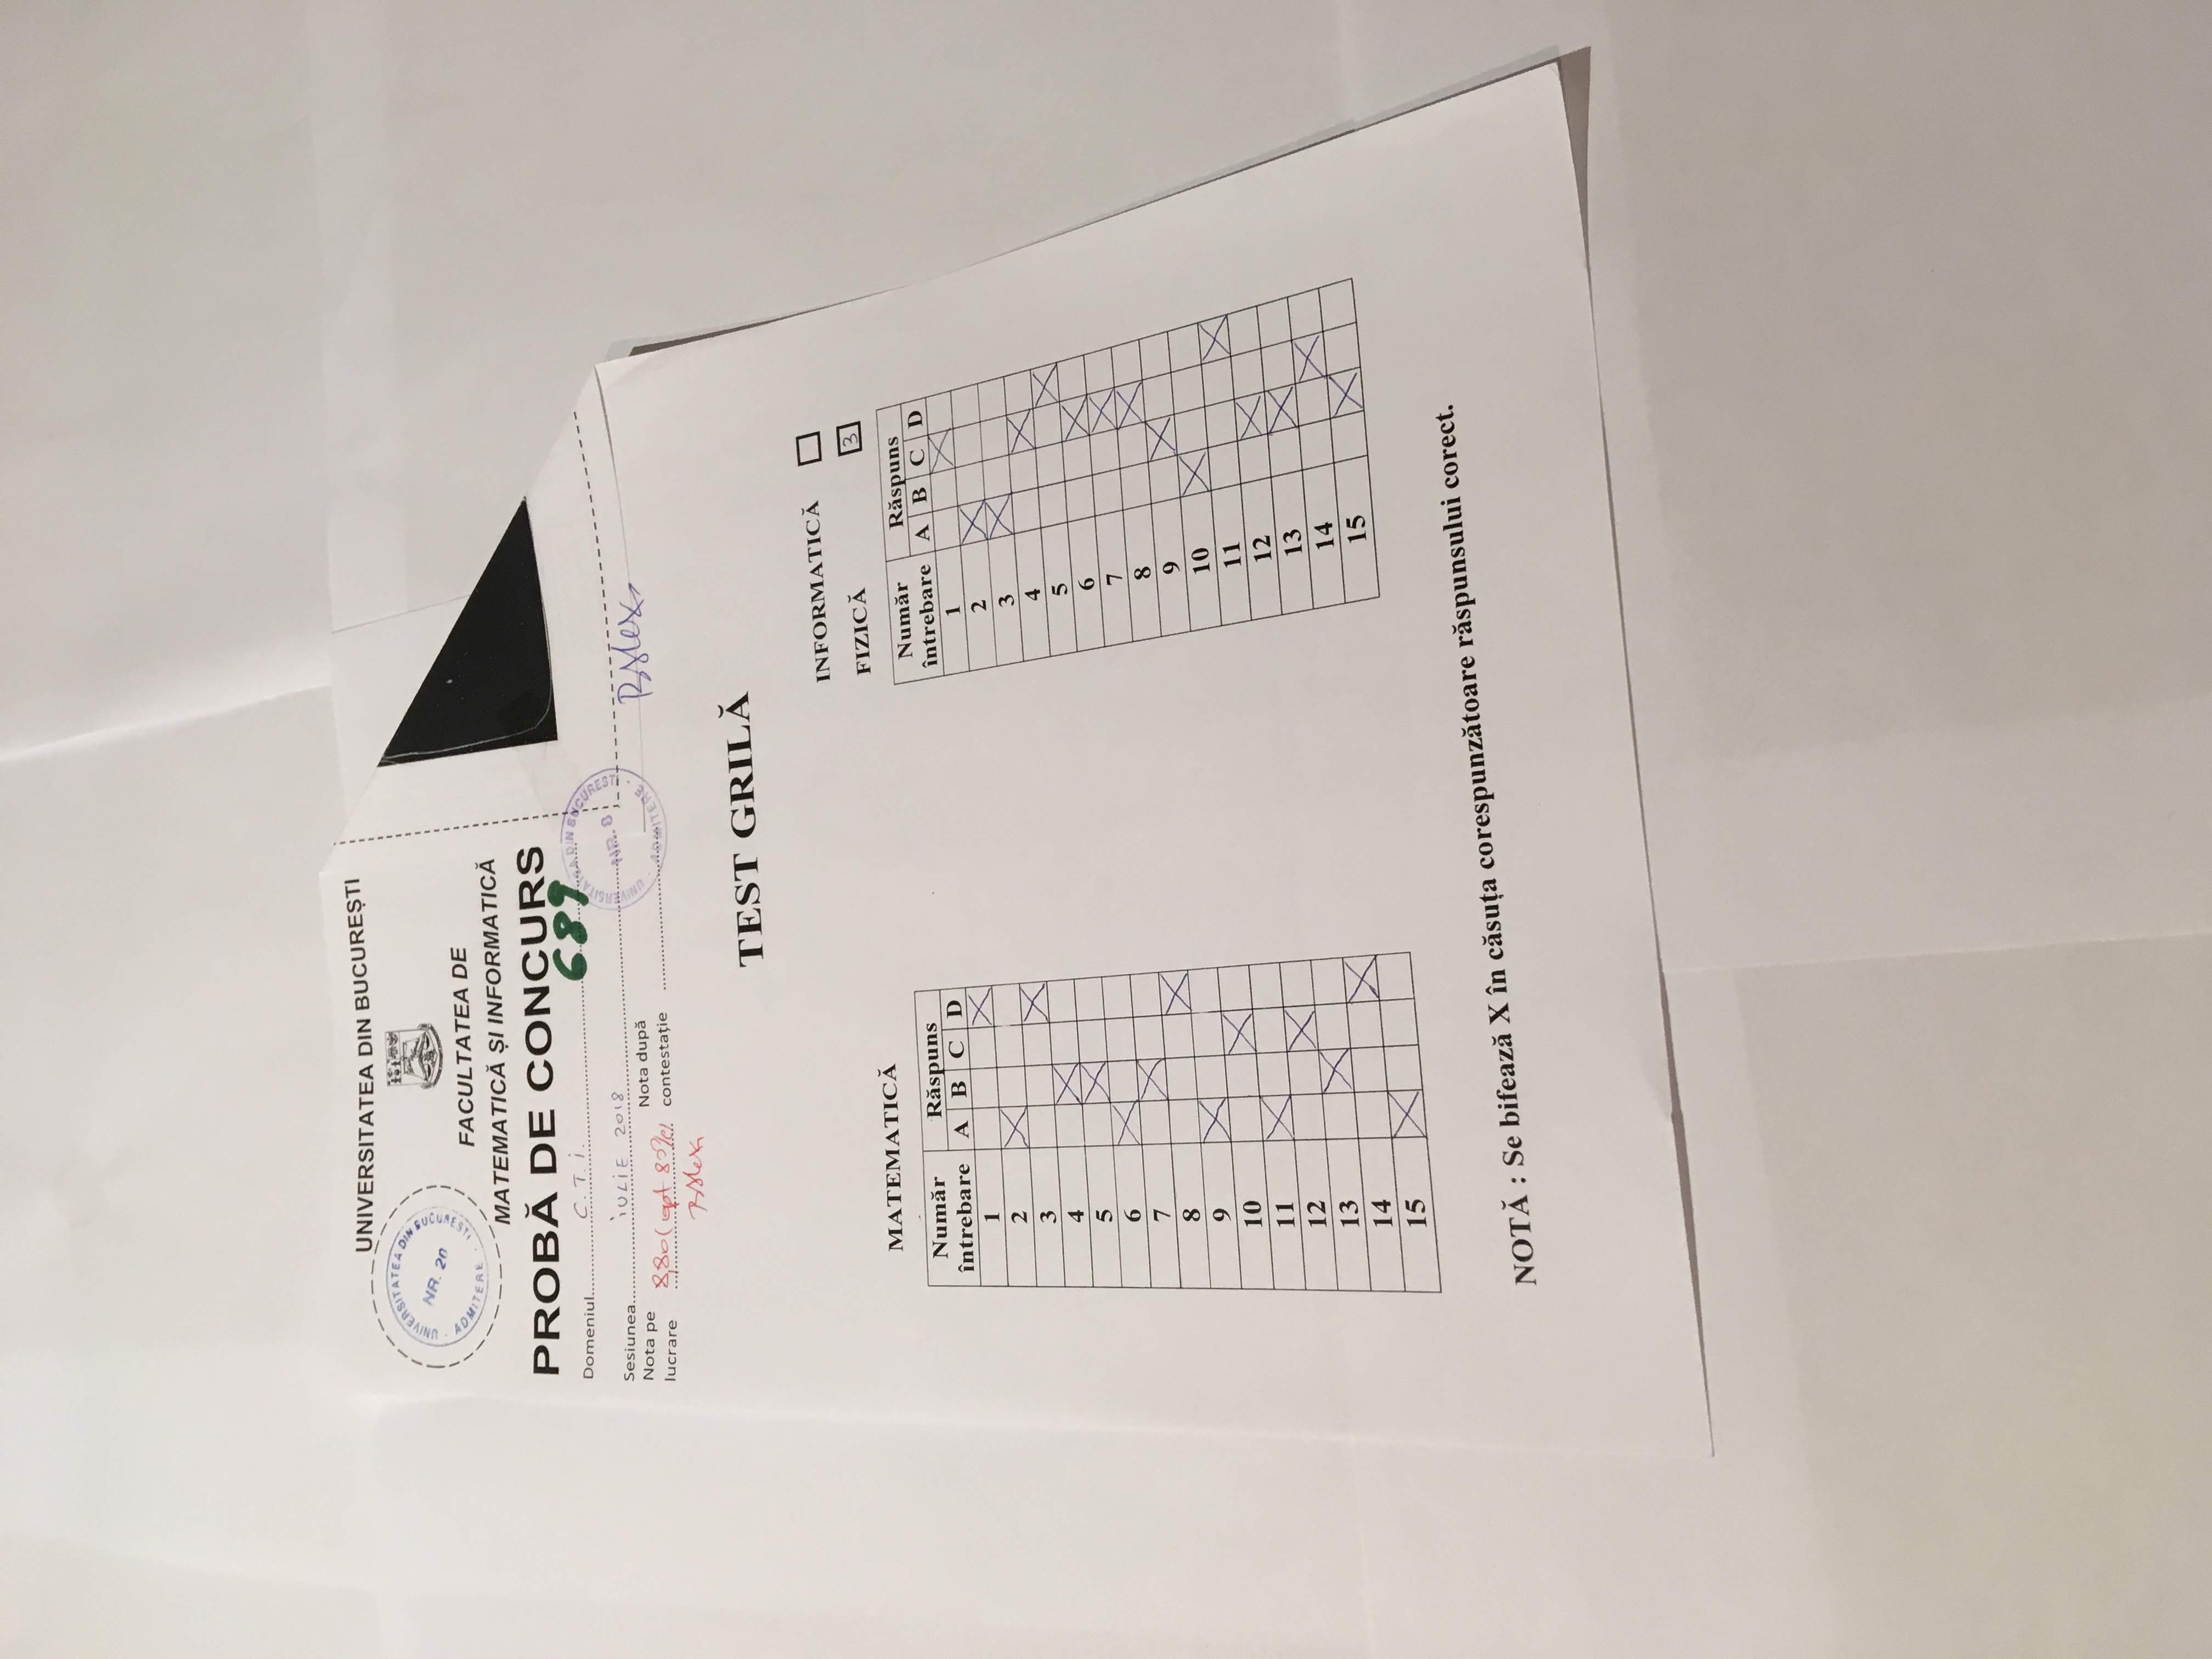 UNIVERSITATEA DIN BUCUREȘTI
UNIVERSITATEA DIN BUCUREȘTI
NR. 20
ADMITERE
FACULTATEA DE
MATEMATICĂ ȘI INFORMATICĂ
PROBĂ DE CONCURS
689
Domeniul C.T.i.
UNIVERSITATEA DIN BUCUREȘTI
NR. 8
ADMITERE
Sesiunea iULIE 2018
Nota pe lucrare 8,80 (opt 80%)
Nota după contestație
TEST GRILĂ
MATEMATICĂ
Număr întrebare Răspuns
A B C D
1 X
2 X
3 X
4 X
5 X
6 X
7 X
8 X
9 X
10 X
11 X
12 X
13 X
14 X
15 X
INFORMATICĂ
FIZICĂ 3
Număr întrebare Răspuns
A B C D
1 X
2 X
3 X
4 X
5 X
6 X
7 X
8 X
9 X
10 X
11 X
12 X
13 X
14 X
15 X
NOTĂ : Se bifează X în căsuța corespunzătoare răspunsului corect.